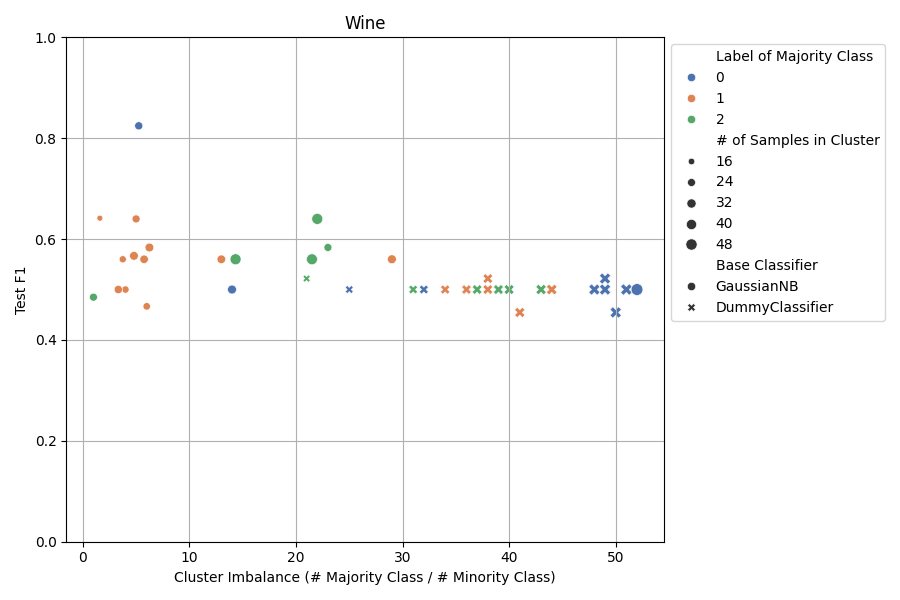 Wine
1.0
0.8
0.6
0.4
0.2
0.0
Test F1
0 10 20 30 40 50
Cluster Imbalance (# Majority Class / # Minority Class)
Label of Majority Class
0
1
2
# of Samples in Cluster
16
24
32
40
48
Base Classifier
GaussianNB
DummyClassifier